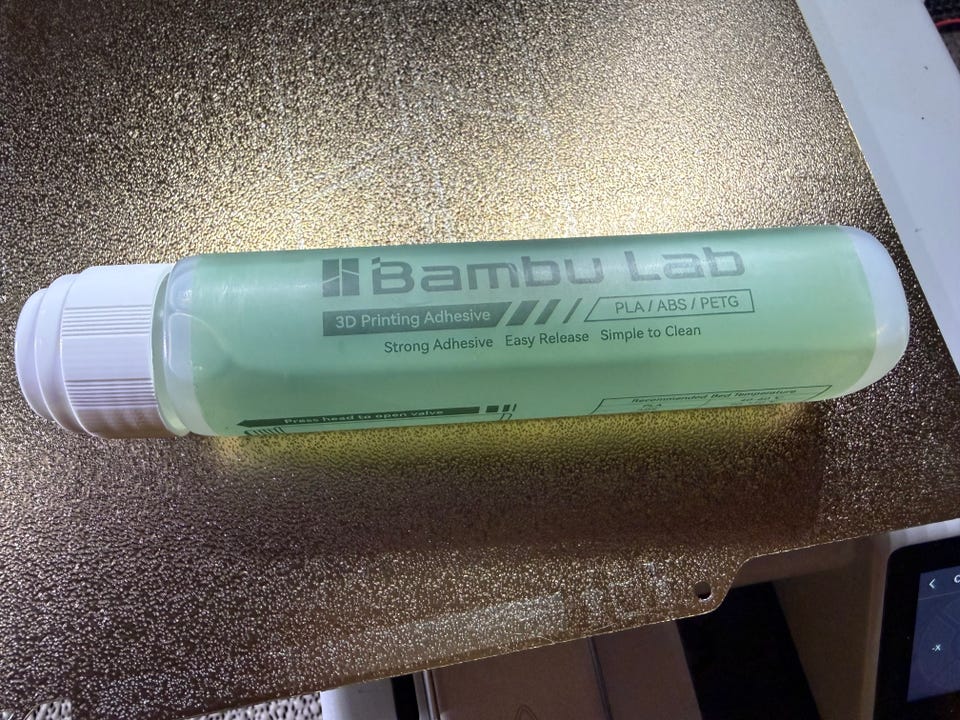 Bambu Lab
3D Printing Adhesive
PLA / ABS / PETG
Strong Adhesive Easy Release Simple to Clean
Press head to open valve
Recommended Bed Temperature
PLA
-X